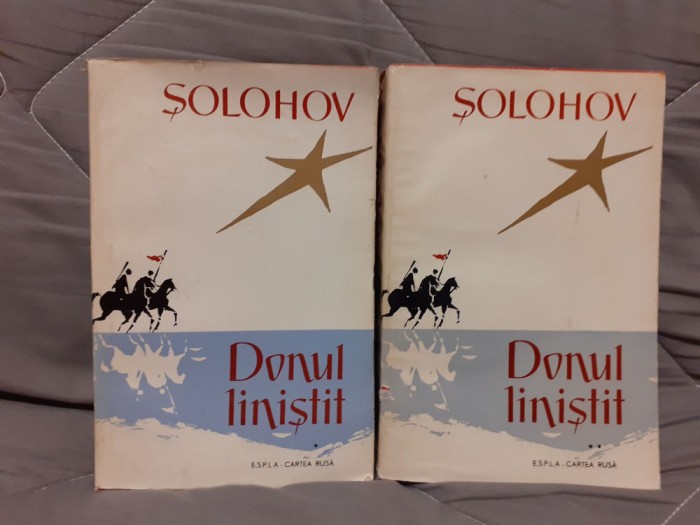 ȘOLOHOV
Donul
liniștit
*
E.S.P.L.A - CARTEA RUSĂ
ȘOLOHOV
Donul
liniștit
**
E.S.P.L.A - CARTEA RUSĂ